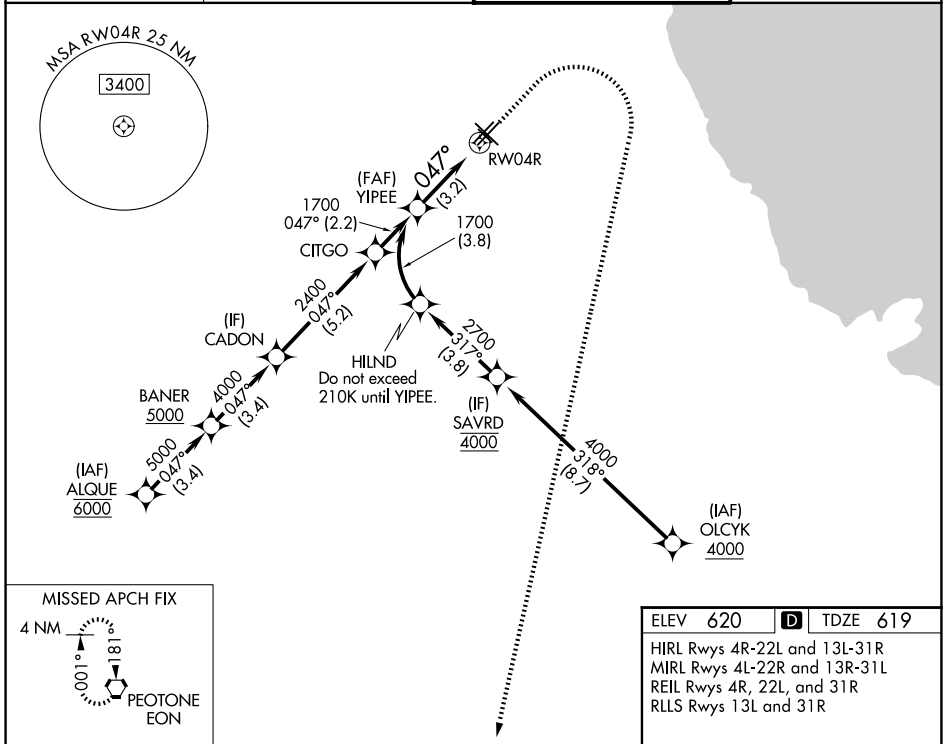 MSA RW04R 25 NM
3400
RW04R
047°
(3.2)
(FAF)
YIPEE
1700
047° (2.2)
1700
(3.8)
CITGO
2400
047°
(5.2)
(IF)
CADON
HILND
Do not exceed
210K until YIPEE.
2700
317°
(3.8)
BANER
5000
4000
047°
(3.4)
(IF)
SAVRD
4000
5000
047°
(3.4)
(IAF)
ALQUE
6000
4000
318°
(8.7)
(IAF)
OLCYK
4000
MISSED APCH FIX
4 NM
001°
181°
PEOTONE
EON
ELEV 620 D TDZE 619
HIRL Rwys 4R-22L and 13L-31R
MIRL Rwys 4L-22R and 13R-31L
REIL Rwys 4R, 22L, and 31R
RLLS Rwys 13L and 31R